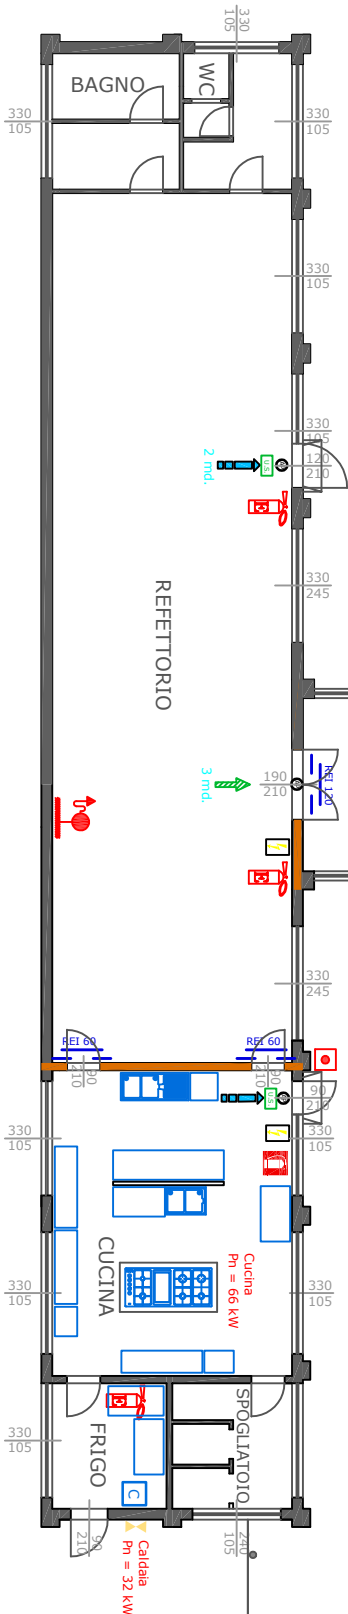 330
105
BAGNO
WC
330
105
330
105
330
105
330
105
120
210
2 md.
U.S
E
330
245
REFETTORIO
REI 120
190
210
3 md.
E
330
245
REI 60
REI 60
90
210
90
210
90
210
U.S
330
105
330
105
CUCINA
Cucina
Pn = 66 kW
330
105
330
105
SPOGLIATOIO
E
FRIGO
330
105
C
90
210
Caldaia
Pn = 32 kW
240
105